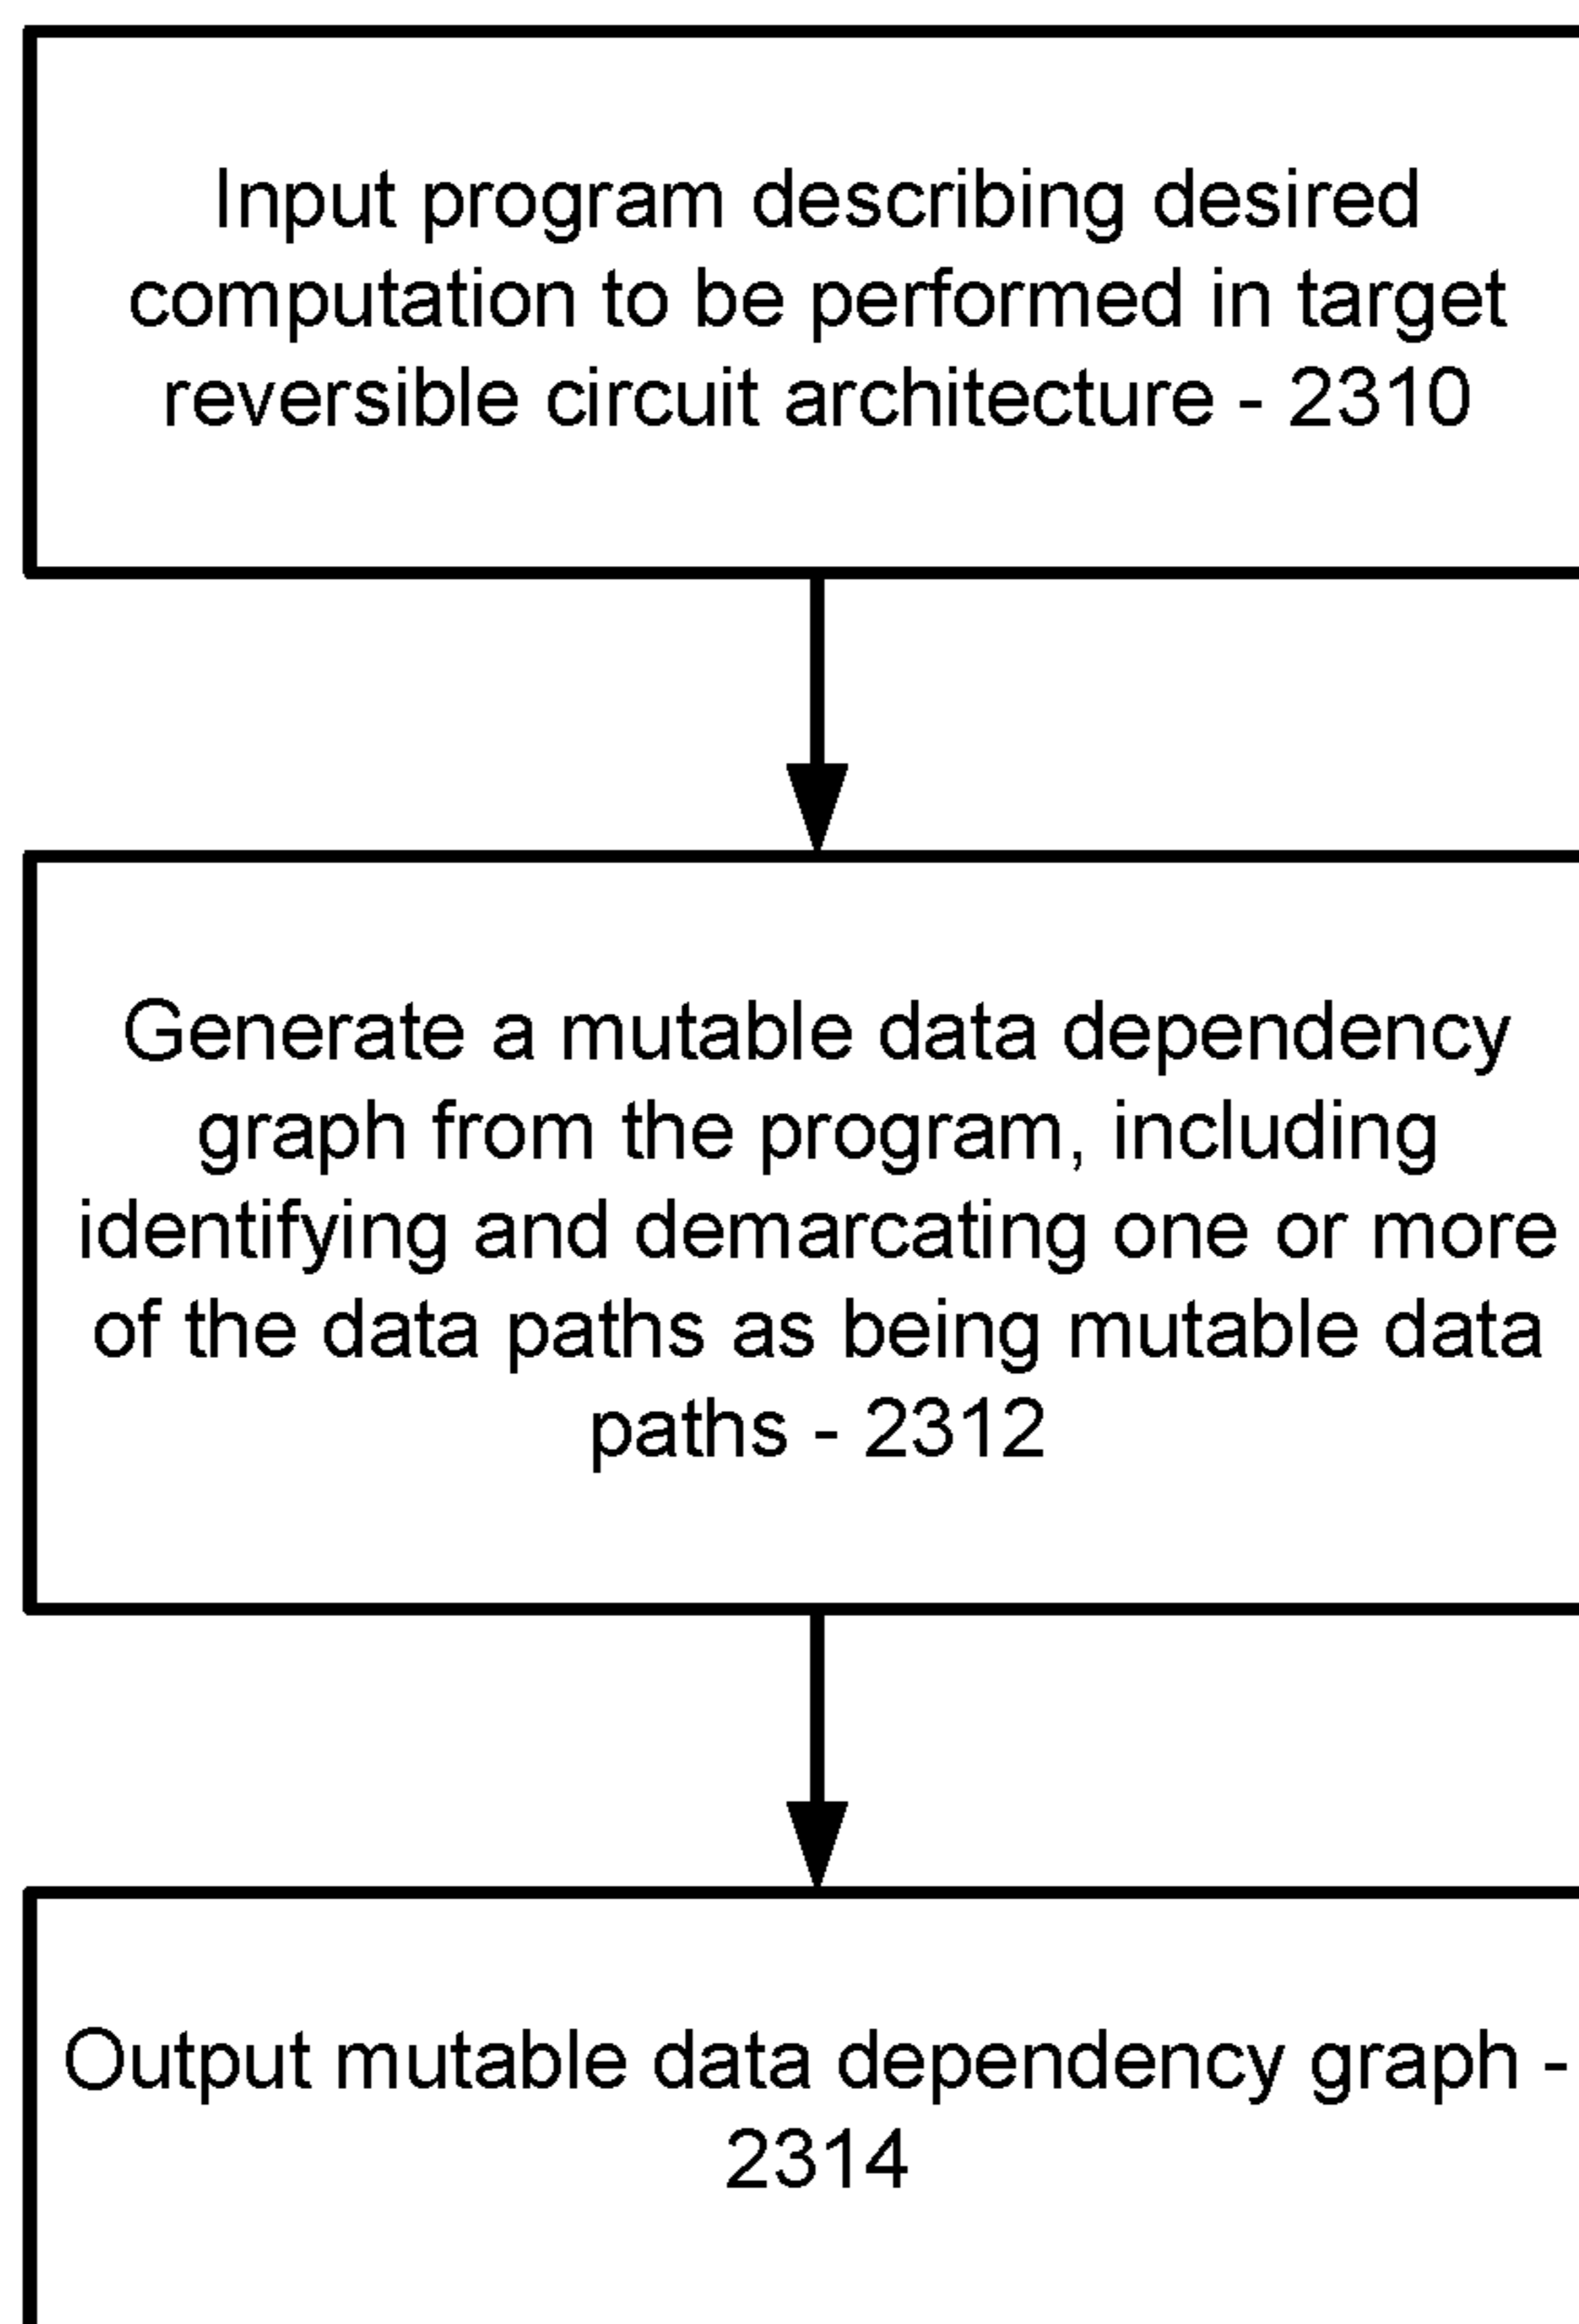 Input program describing desired
computation to be performed in target
reversible circuit architecture - 2310
Generate a mutable data dependency
graph from the program, including
identifying and demarcating one or more
of the data paths as being mutable data
paths - 2312
Output mutable data dependency graph -
2314